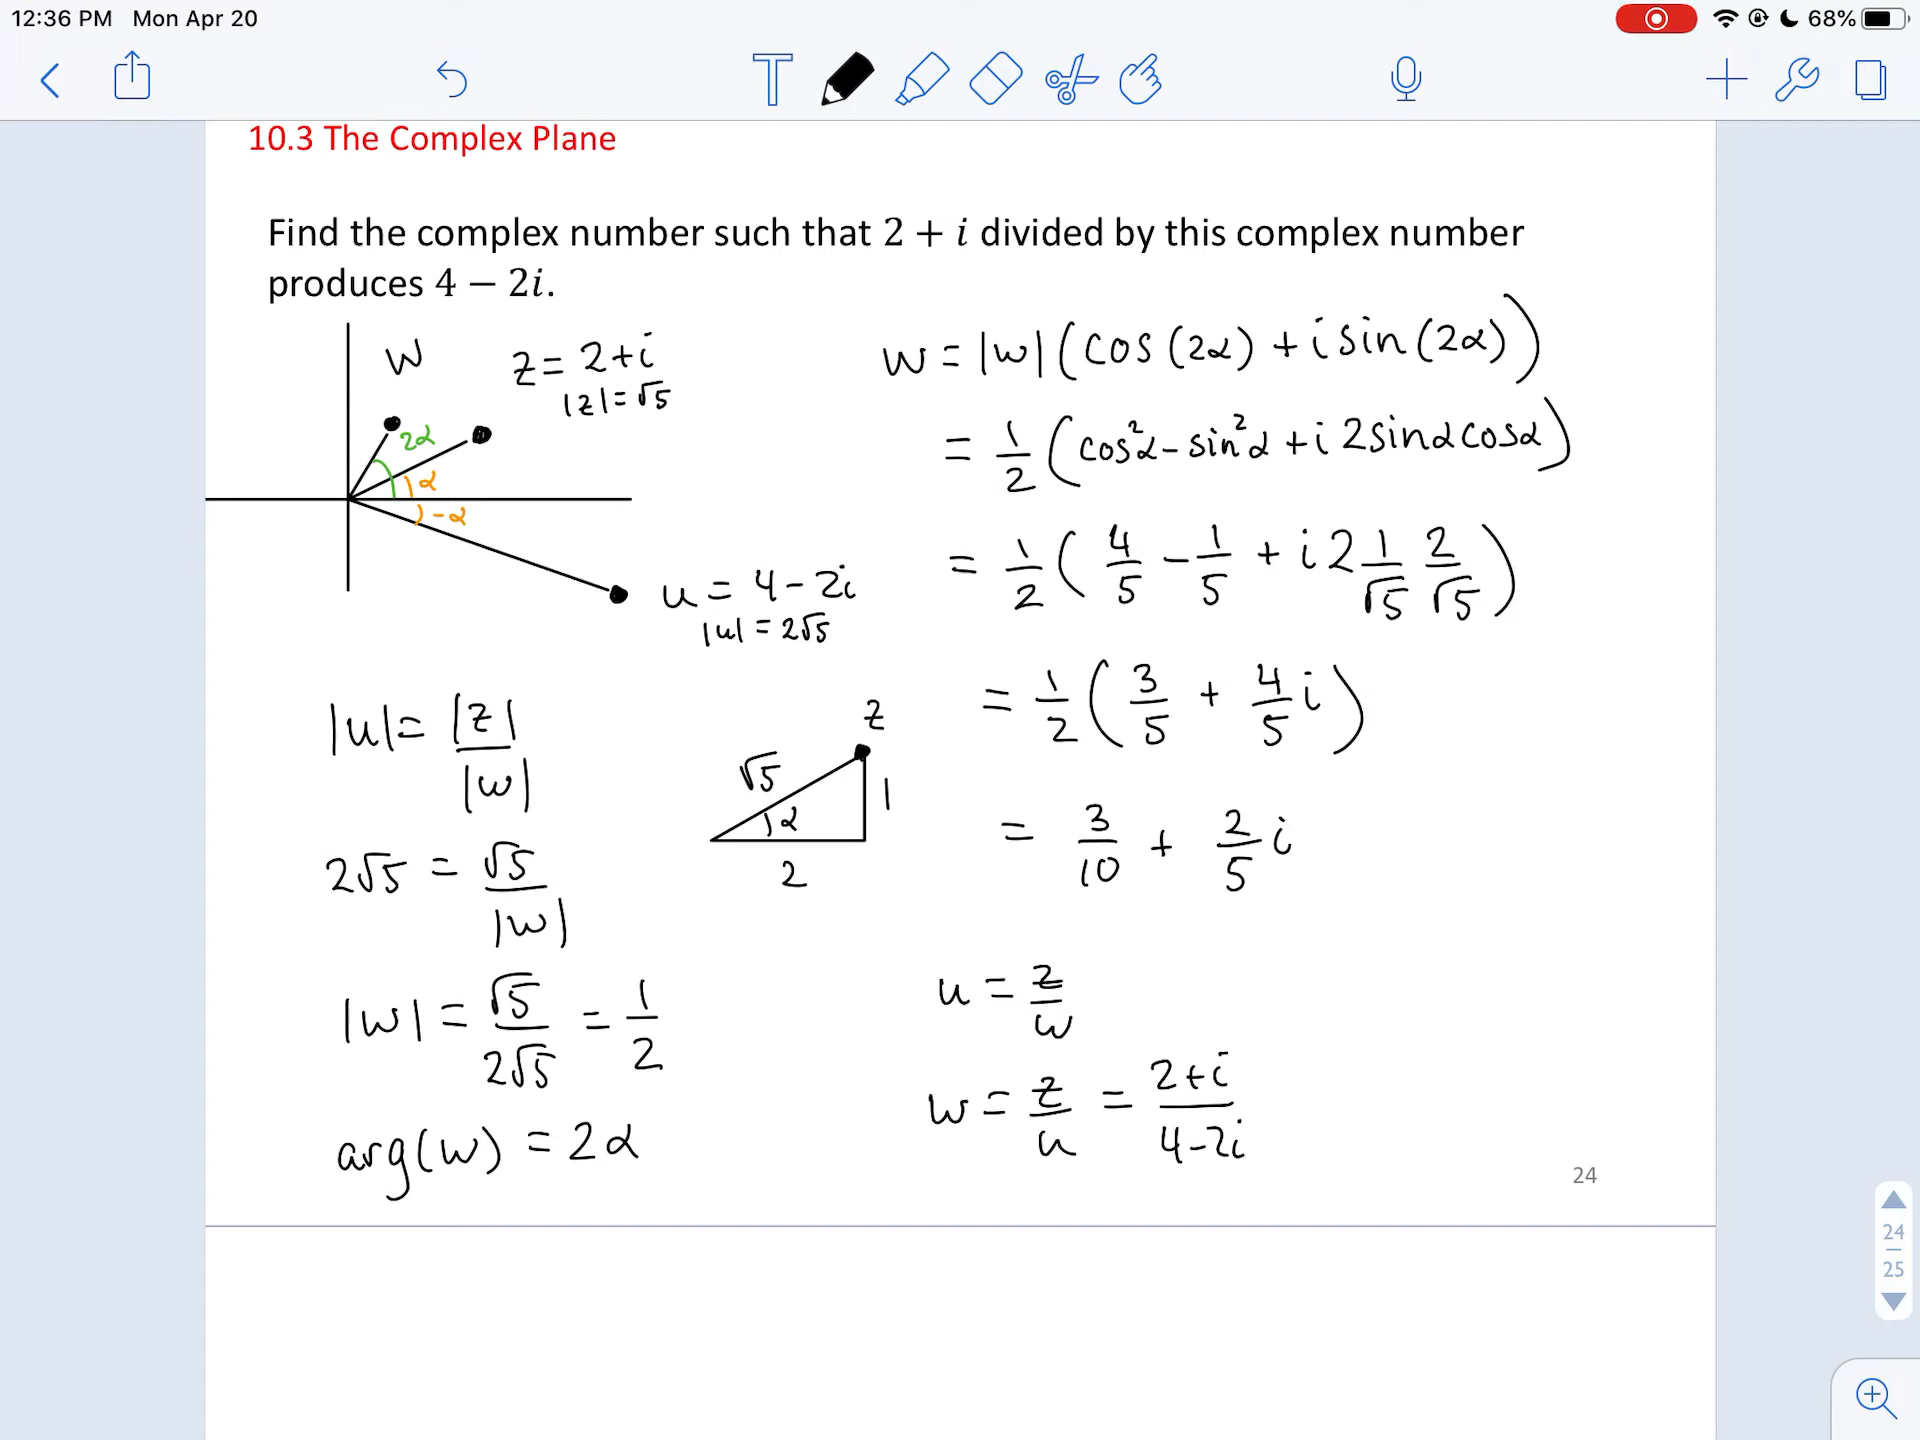 12:36 PM Mon Apr 20
68%
T
10.3 The Complex Plane
Find the complex number such that 2 + i divided by this complex number
produces 4 − 2i.
w
z = 2+i
|z| = √5
2α
α
-α
u = 4-2i
|u| = 2√5
|u| = |z|/|w|
2√5 = √5/|w|
|w| = √5/2√5 = 1/2
arg(w) = 2α
z
√5
α
1
2
w = |w|(cos(2α) + i sin(2α))
= 1/2 (cos²α - sin²α + i 2sinα cosα)
= 1/2 (4/5 - 1/5 + i 2 1/√5 2/√5)
= 1/2 (3/5 + 4/5 i)
= 3/10 + 2/5 i
u = z/w
w = z/u = 2+i/4-2i
24
24
25